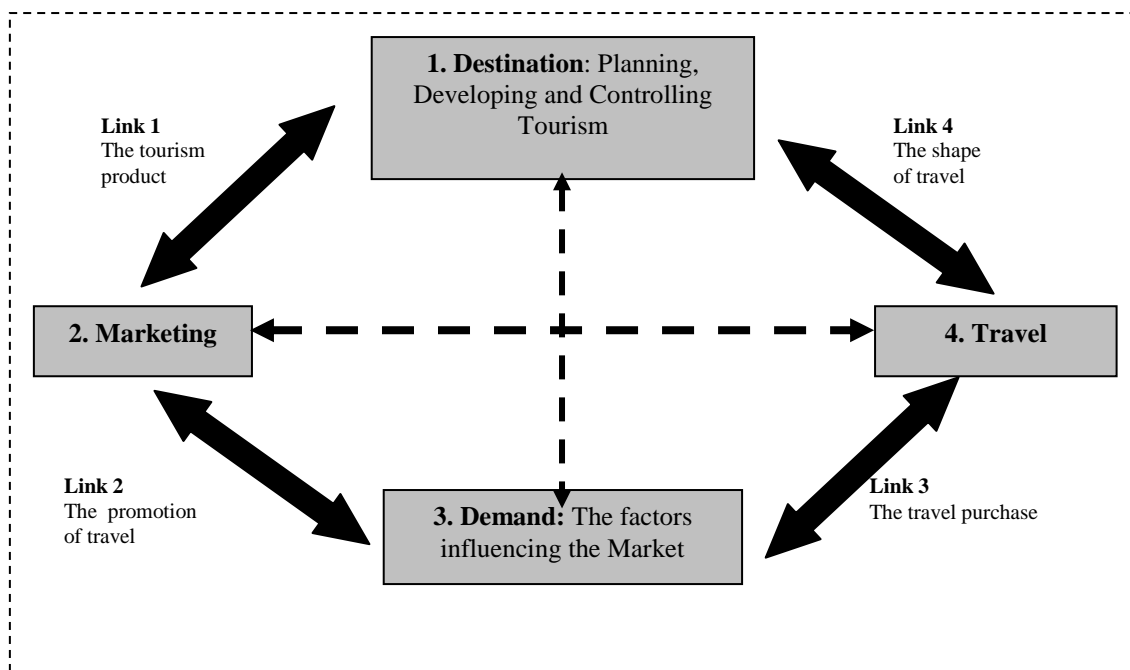 1. Destination: Planning,
Developing and Controlling
Tourism
Link 1
The tourism
product
Link 4
The shape
of travel
2. Marketing
4. Travel
Link 2
The promotion
of travel
3. Demand: The factors
influencing the Market
Link 3
The travel purchase